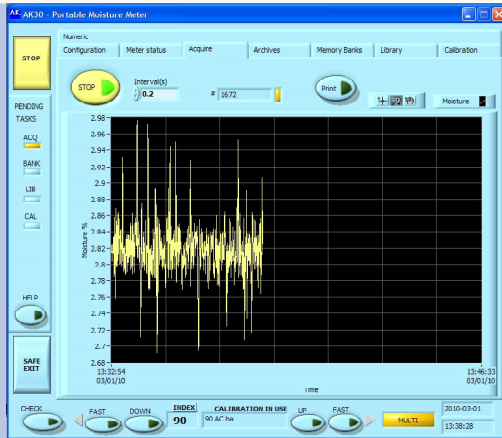 AK30 - Portable Moisture Meter
Numeric
Configuration Meter status Acquire Archives Memory Banks Library Calibration
STOP
STOP
Interval(s)
0.2
# 1672
Print
Moisture
PENDING
TASKS
ACQ
BANK
LIB
CAL
HELP
SAFE
EXIT
Moisture %
2.98
2.96
2.94
2.92
2.9
2.88
2.86
2.84
2.82
2.8
2.78
2.76
2.74
2.72
2.7
2.68
13:32:54
03/01/10
13:46:33
03/01/10
Time
CHECK
FAST
DOWN
INDEX
90
CALIBRATION IN USE
90 AC ba
UP
FAST
MULTI
2010-03-01
13:38:28